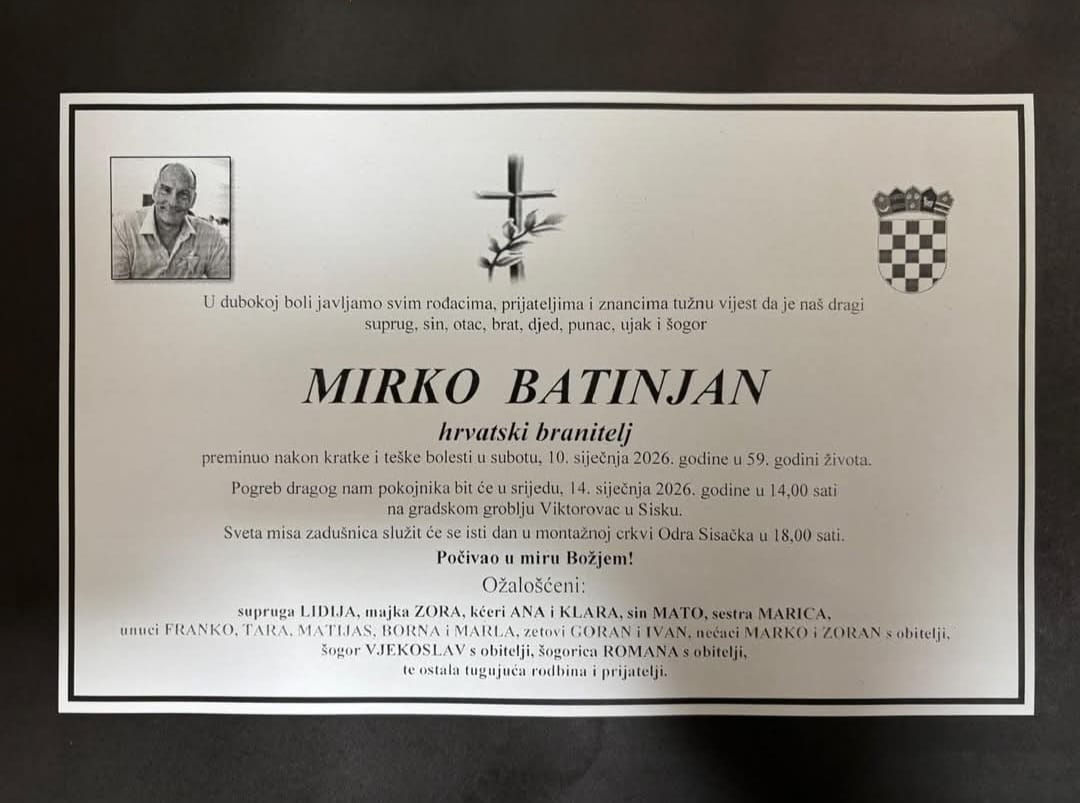 U dubokoj boli javljamo svim rođacima, prijateljima i znancima tužnu vijest da je naš dragi
suprug, sin, otac, brat, djed, punac, ujak i šogor
MIRKO BATINJAN
hrvatski branitelj
preminuo nakon kratke i teške bolesti u subotu, 10. siječnja 2026. godine u 59. godini života.
Pogreb dragog nam pokojnika bit će u srijedu, 14. siječnja 2026. godine u 14,00 sati
na gradskom groblju Viktorovac u Sisku.
Sveta misa zadušnica služit će se isti dan u montažnoj crkvi Odra Sisačka u 18,00 sati.
Počivao u miru Božjem!
Ožalošćeni:
supruga LIDIJA, majka ZORA, kćeri ANA i KLARA, sin MATO, sestra MARICA,
unuci FRANKO, TARA, MATIJAS, BORNA i MARLA, zetovi GORAN i IVAN, nećaci MARKO i ZORAN s obitelji,
šogor VJEKOSLAV s obitelji, šogorica ROMANA s obitelji,
te ostala tugujuća rodbina i prijatelji.